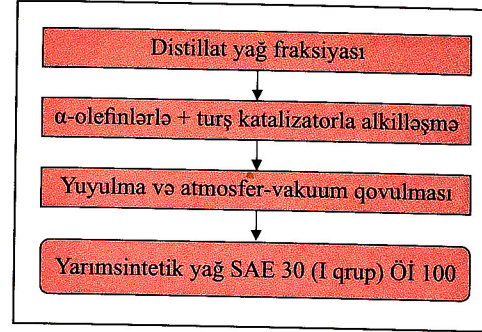 Distillat yağ fraksiyası
α-olefinlərlə + turş katalizatorla alkilləşmə
Yuyulma və atmosfer-vakuum qovulması
Yarımsintetik yağ SAE 30 (I qrup) Öİ 100